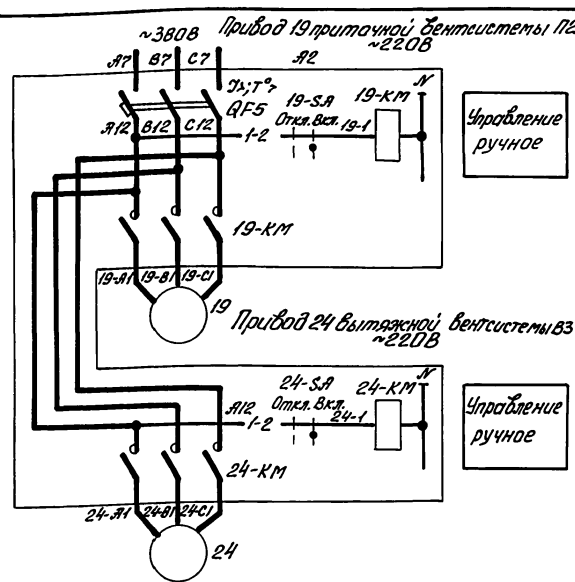 Привод 19 приточной вентсистемы П2
~380В
~220В
А7 В7 С7
А2
N
I>; T°>
QF5
19-SA
19-КМ
Откл. Вкл.
А12 В12 С12
1-2
19-1
Управление
ручное
19-КМ
19-А1 19-В1 19-С1
19
Привод 24 вытяжной вентсистемы В3
~220В
N
24-SA
24-КМ
А12
Откл. Вкл.
1-2
24-1
Управление
ручное
24-КМ
24-А1 24-В1 24-С1
24